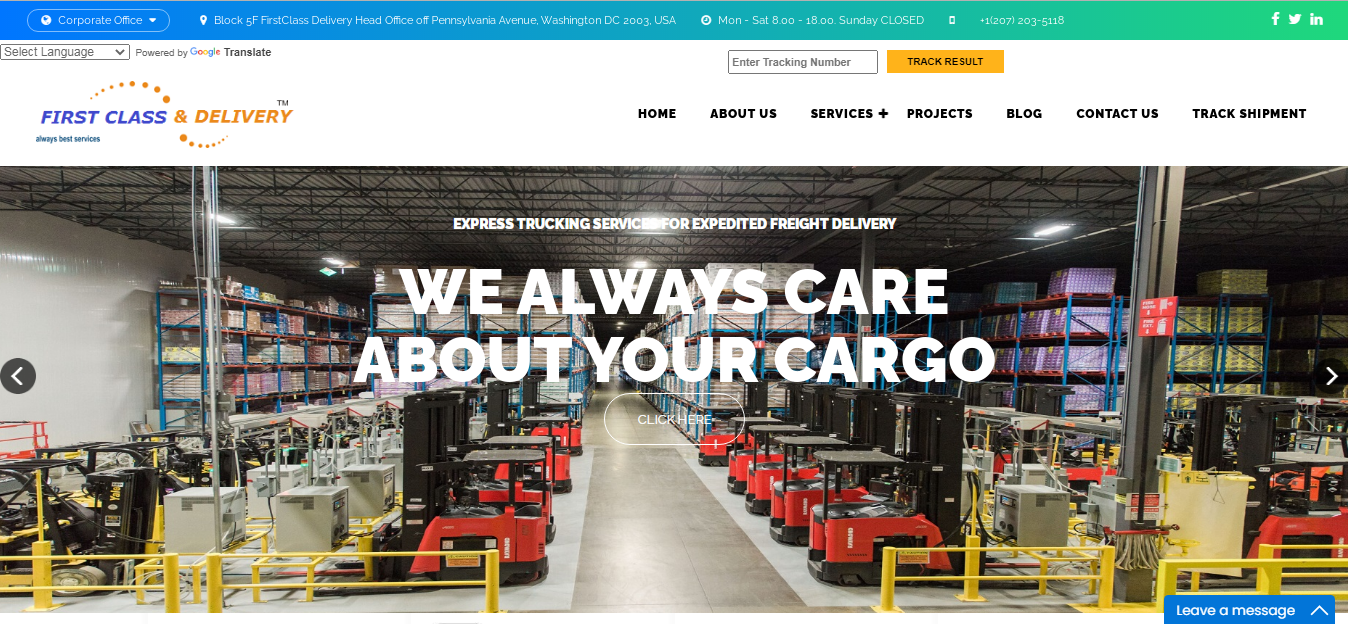 Corporate Office
Block 5F FirstClass Delivery Head Office off Pennsylvania Avenue, Washington DC 2003, USA
Mon - Sat 8.00 - 18.00. Sunday CLOSED
+1(207) 203-5118
Select Language
Powered by Google Translate
Enter Tracking Number
TRACK RESULT
FIRST CLASS & DELIVERY
TM
always best services
HOME
ABOUT US
SERVICES
PROJECTS
BLOG
CONTACT US
TRACK SHIPMENT
EXPRESS TRUCKING SERVICES FOR EXPEDITED FREIGHT DELIVERY
WE ALWAYS CARE
ABOUT YOUR CARGO
CLICK HERE
Leave a message